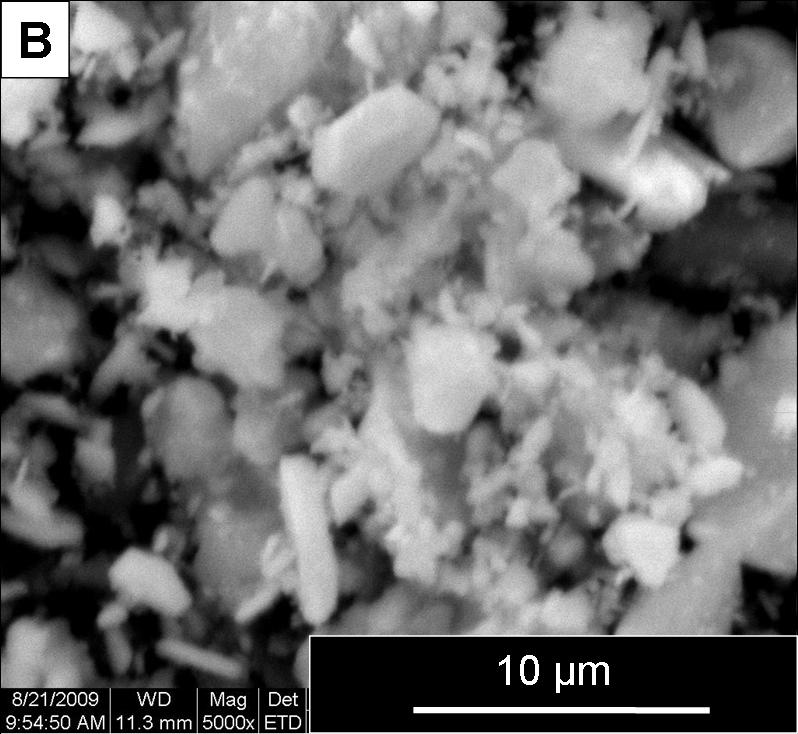 B
10 µm
8/21/2009 WD Mag Det
9:54:50 AM 11.3 mm 5000x ETD